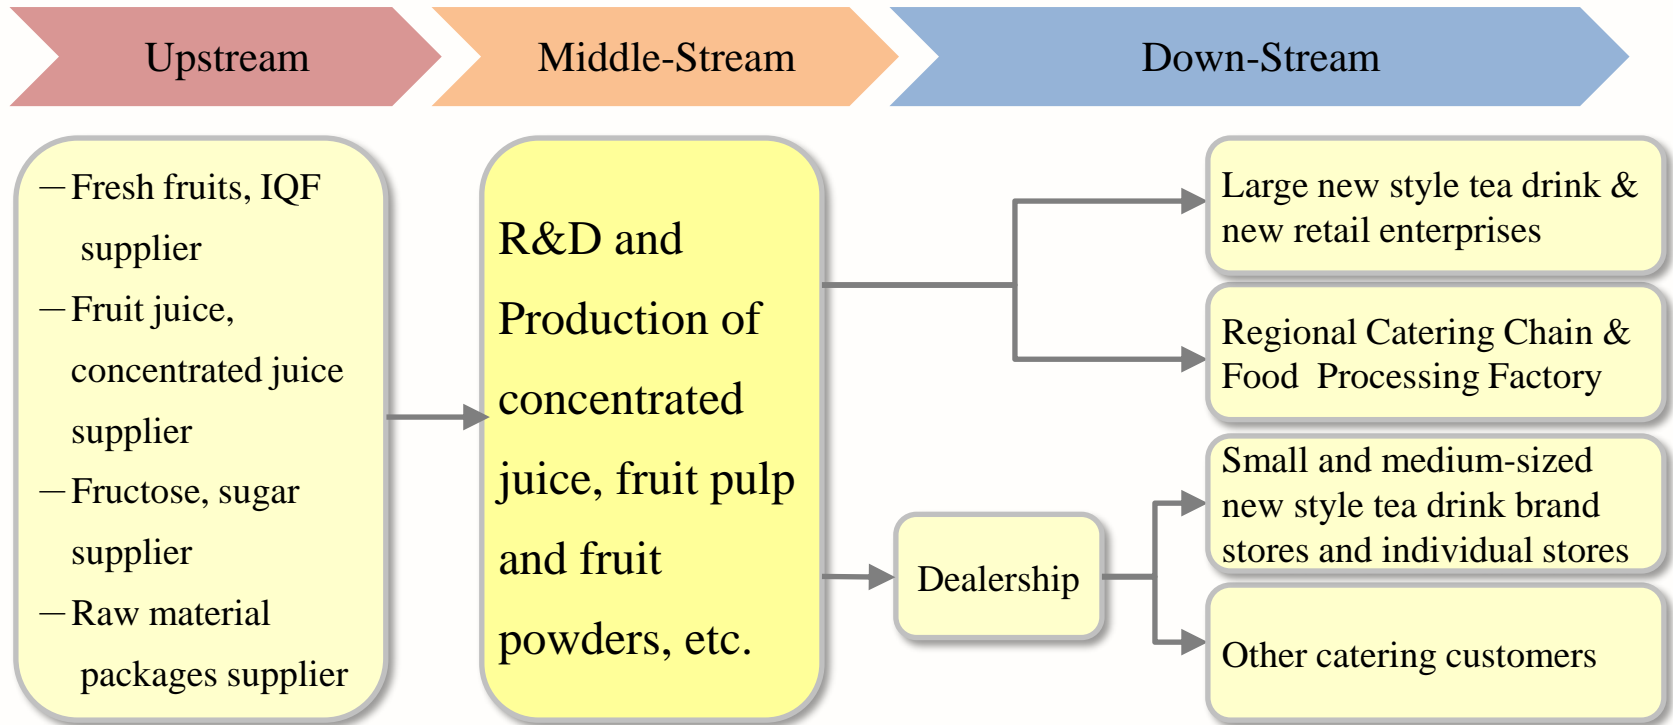 Upstream
Middle-Stream
Down-Stream
—Fresh fruits, IQF
supplier
—Fruit juice,
concentrated juice
supplier
—Fructose, sugar
supplier
—Raw material
packages supplier
R&D and
Production of
concentrated
juice, fruit pulp
and fruit
powders, etc.
Dealership
Large new style tea drink &
new retail enterprises
Regional Catering Chain &
Food  Processing Factory
Small and medium-sized
new style tea drink brand
stores and individual stores
Other catering customers